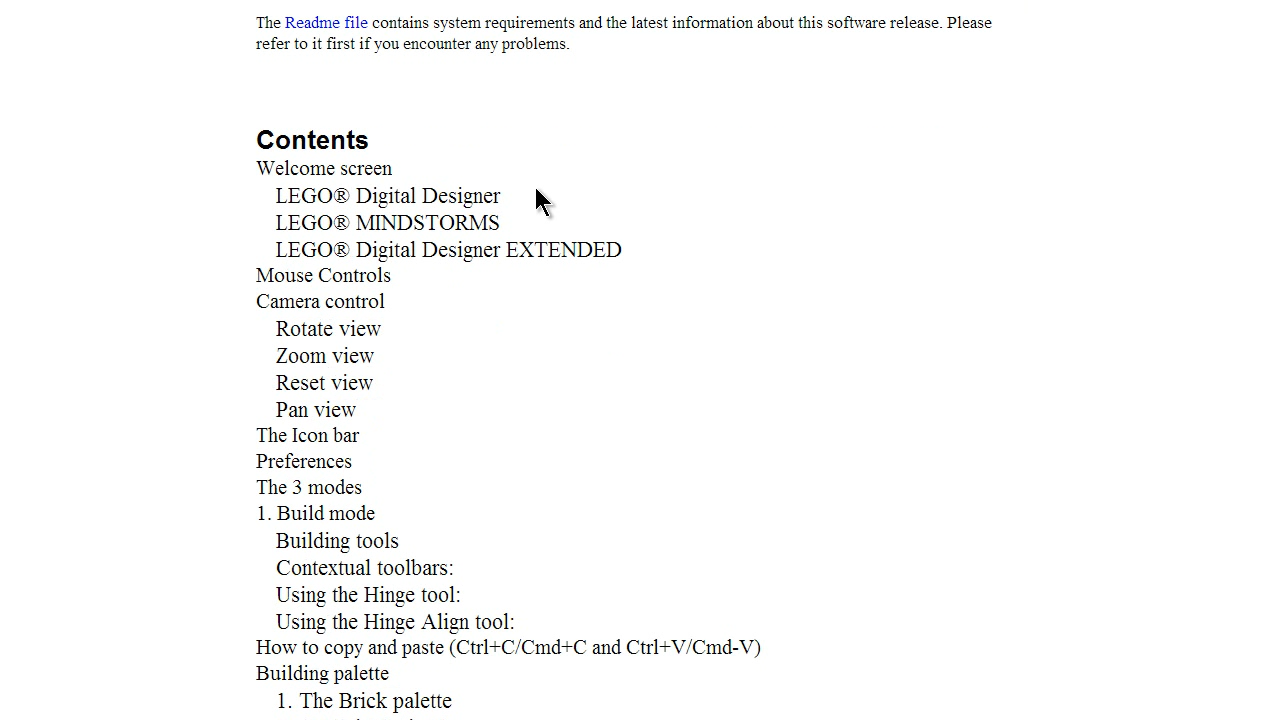 The Readme file contains system requirements and the latest information about this software release. Please
refer to it first if you encounter any problems.
Contents
Welcome screen
LEGO® Digital Designer
LEGO® MINDSTORMS
LEGO® Digital Designer EXTENDED
Mouse Controls
Camera control
Rotate view
Zoom view
Reset view
Pan view
The Icon bar
Preferences
The 3 modes
1. Build mode
Building tools
Contextual toolbars:
Using the Hinge tool:
Using the Hinge Align tool:
How to copy and paste (Ctrl+C/Cmd+C and Ctrl+V/Cmd-V)
Building palette
1. The Brick palette